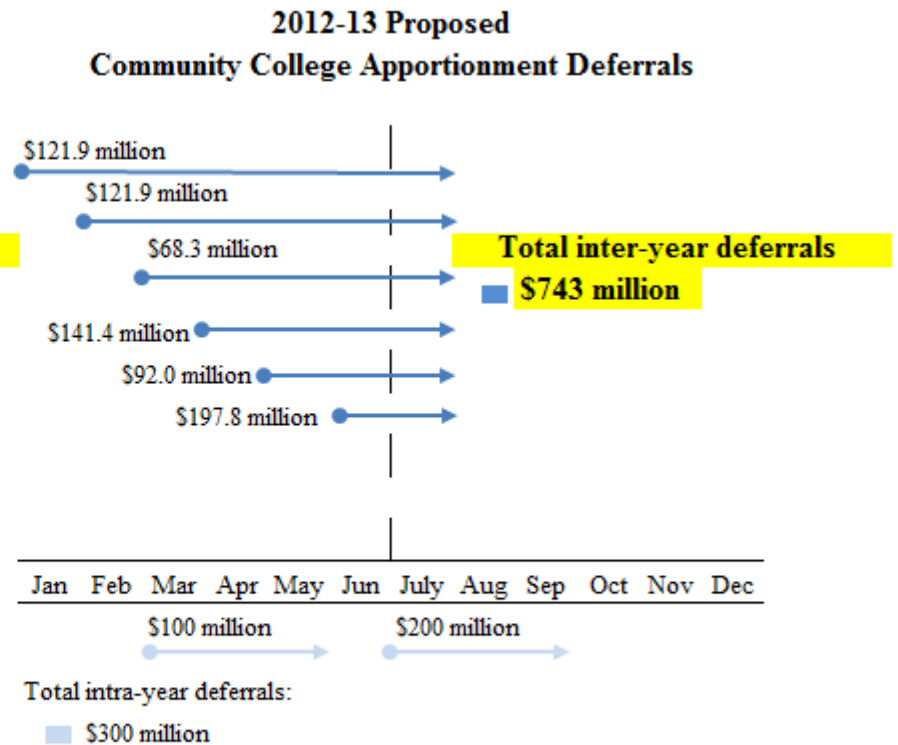 2012-13 Proposed
Community College Apportionment Deferrals
$121.9 million
$121.9 million
$68.3 million
Total inter-year deferrals
$743 million
$141.4 million
$92.0 million
$197.8 million
Jan Feb Mar Apr May Jun July Aug Sep Oct Nov Dec
$100 million $200 million
Total intra-year deferrals:
$300 million